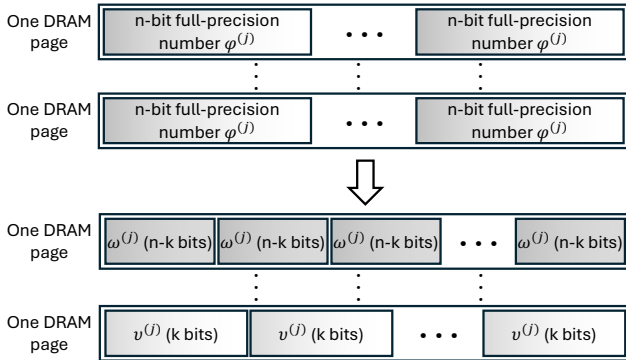 One DRAM page
n-bit full-precision number φ^(j)
• • •
n-bit full-precision number φ^(j)
One DRAM page
n-bit full-precision number φ^(j)
• • •
n-bit full-precision number φ^(j)
One DRAM page
ω^(j) (n-k bits)
ω^(j) (n-k bits)
ω^(j) (n-k bits)
• • •
ω^(j) (n-k bits)
One DRAM page
υ^(j) (k bits)
υ^(j) (k bits)
• • •
υ^(j) (k bits)